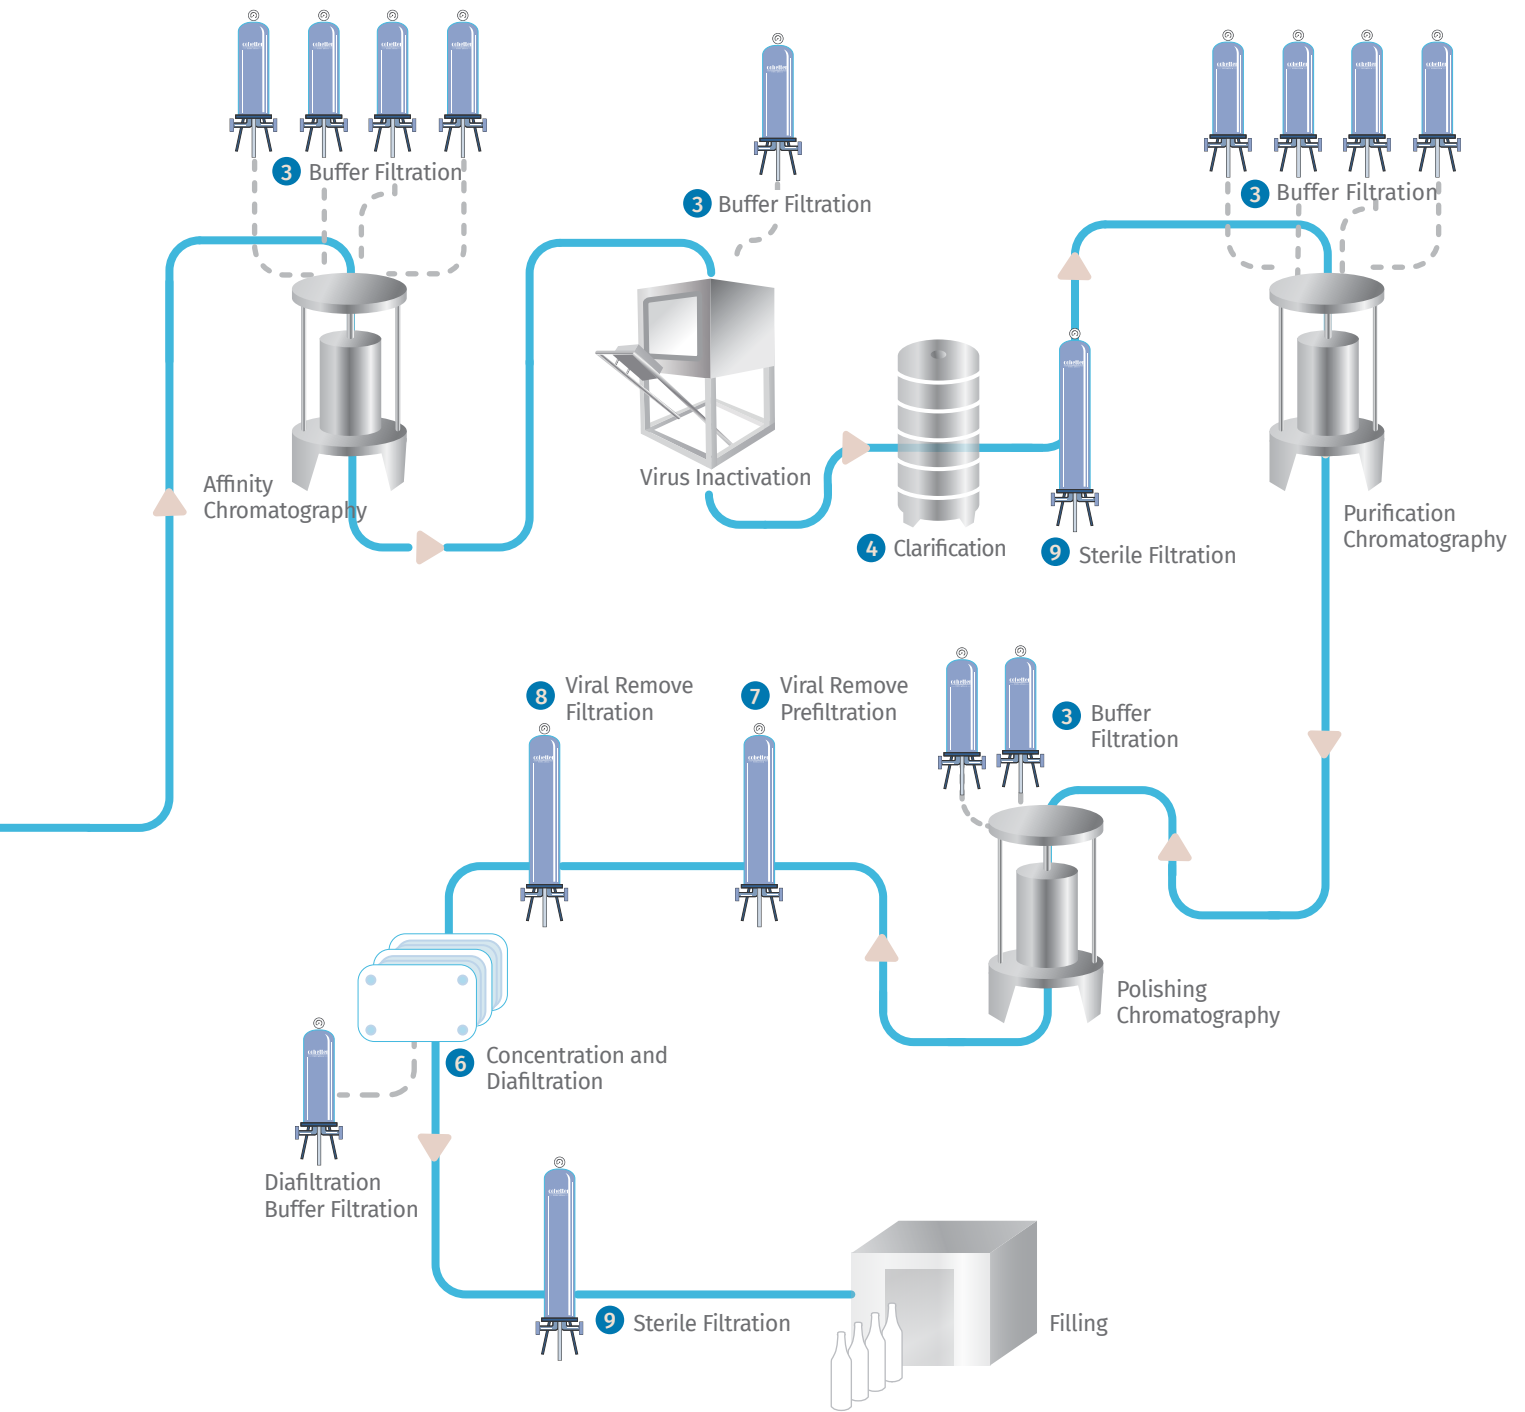 3 Buffer Filtration
3 Buffer Filtration
3 Buffer Filtration
Affinity
Chromatography
Virus Inactivation
4 Clarification
9 Sterile Filtration
Purification
Chromatography
8 Viral Remove
Filtration
7 Viral Remove
Prefiltration
3 Buffer
Filtration
Polishing
Chromatography
6 Concentration and
Diafiltration
Diafiltration
Buffer Filtration
9 Sterile Filtration
Filling